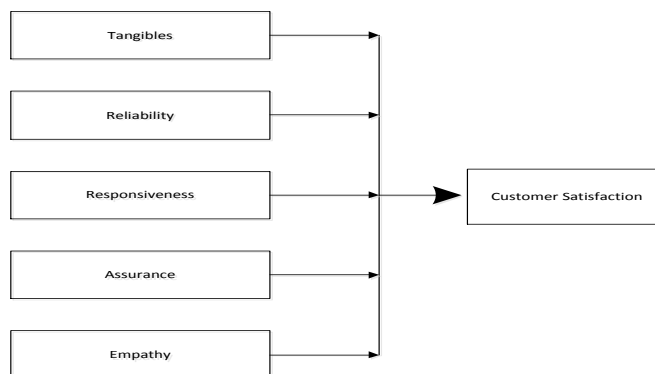 Tangibles
Reliability
Responsiveness
Customer Satisfaction
Assurance
Empathy